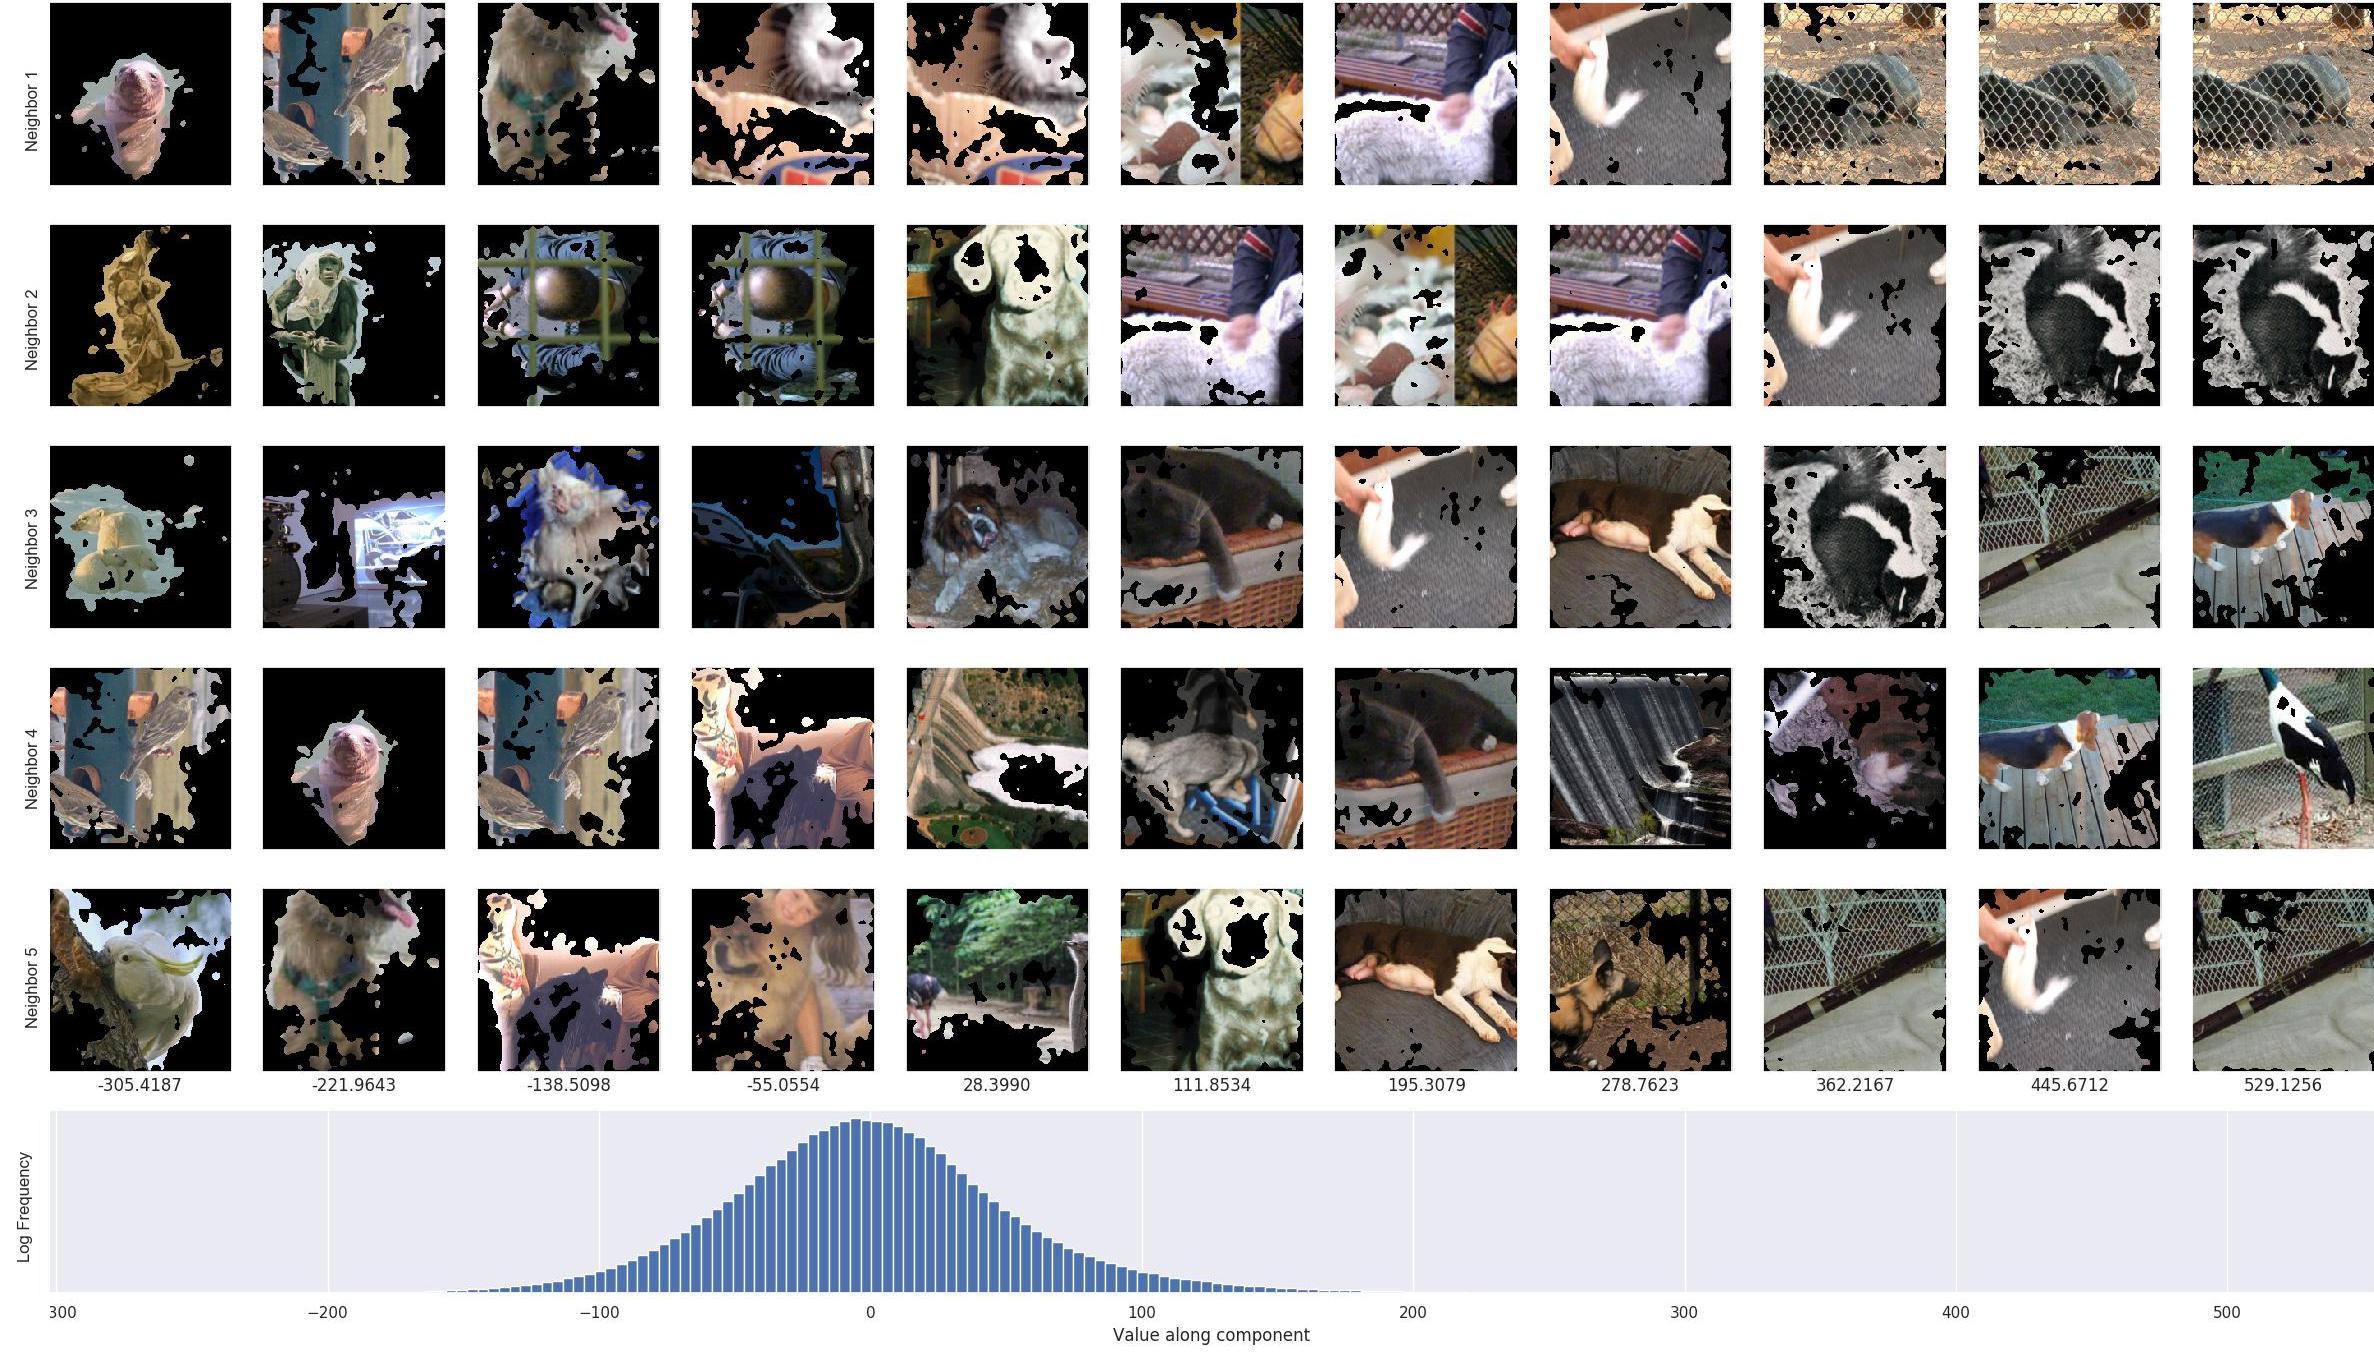 Neighbor 1
Neighbor 2
Neighbor 3
Neighbor 4
Neighbor 5
-305.4187 -221.9643 -138.5098 -55.0554 28.3990 111.8534 195.3079 278.7623 362.2167 445.6712 529.1256
Log Frequency
300 −200 −100 0 100 200 300 400 500
Value along component